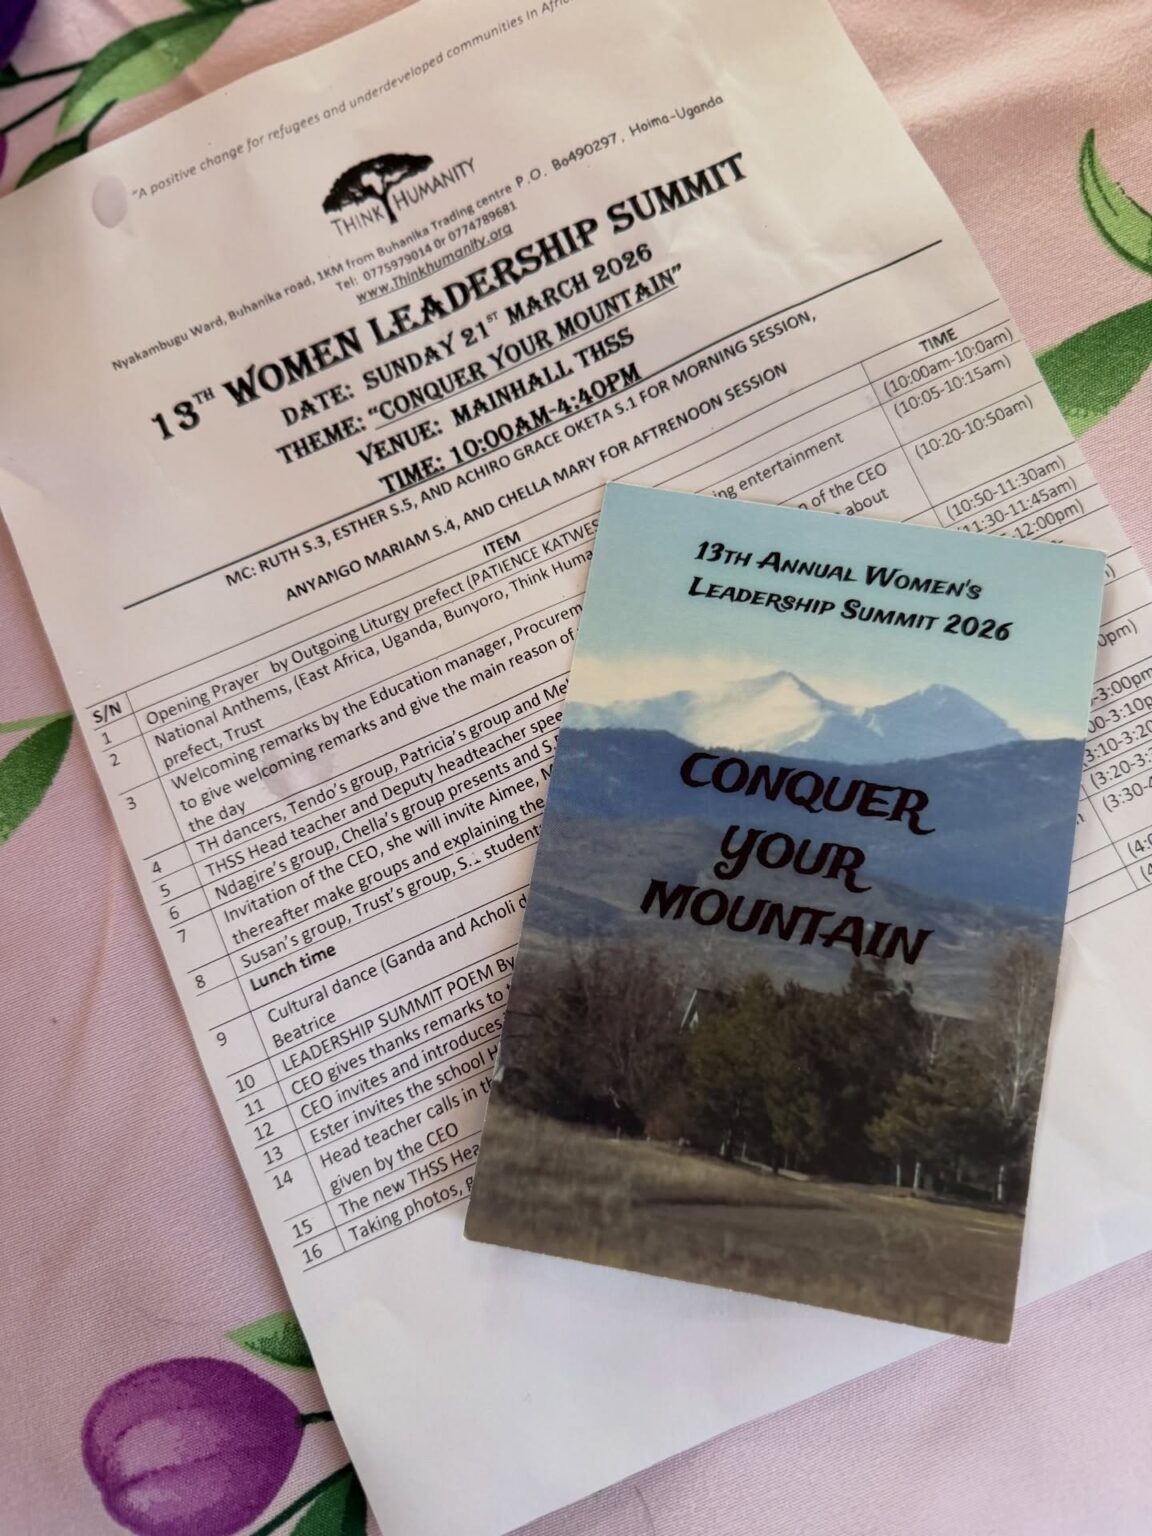 "A positive change for refugees and underdeveloped communities in
THINK HUMANITY
Nyakambugu Ward, Buhanika road, 1KM from Buhanika Trading centre P.O. Bo490297, Hoima-Uganda
Tel: 0775979014 0r 0774789681
www.Thinkhumanity.org
13TH WOMEN LEADERSHIP SUMMIT
DATE: SUNDAY 21ST MARCH 2026
THEME: "CONQUER YOUR MOUNTAIN"
VENUE: MAINHALL THSS
TIME: 10:00AM-4:40PM
MC: RUTH S.3, ESTHER S.5, AND ACHIRO GRACE OKETA S.1 FOR MORNING SESSION,
ANYANGO MARIAM S.4, AND CHELLA MARY FOR AFTRENOON SESSION
S/N ITEM TIME
1 Opening Prayer by Outgoing Liturgy prefect (PATIENCE (10:00am-10:0am)
2 National Anthems, (East Africa, Uganda, Bunyoro, Think entertainment (10:05-10:15am)
prefect, Trust
3 Welcoming remarks by the Education manager, of the CEO (10:20-10:50am)
to give welcoming remarks and give the main reason of about
the day
4 TH dancers, Tendo's group, Patricia's group and (10:50-11:30am)
5 THSS Head teacher and Deputy headteacher 11:30-11:45am)
6 Ndagire's group, Chella's group presents and 12:00pm)
7 Invitation of the CEO, she will invite Aimee,
thereafter make groups and explaining the
Susan's group, Trust's group,
8 Lunch time
9 Cultural dance (Ganda and Acholi
Beatrice
10 LEADERSHIP SUMMIT POEM By
11 CEO gives thanks remarks to
12 CEO invites and introduces
13 Ester invites the school
14 Head teacher calls in
given by the CEO
15 The new THSS
16 Taking photos,
13TH ANNUAL WOMEN'S
LEADERSHIP SUMMIT 2026
CONQUER
YOUR
MOUNTAIN